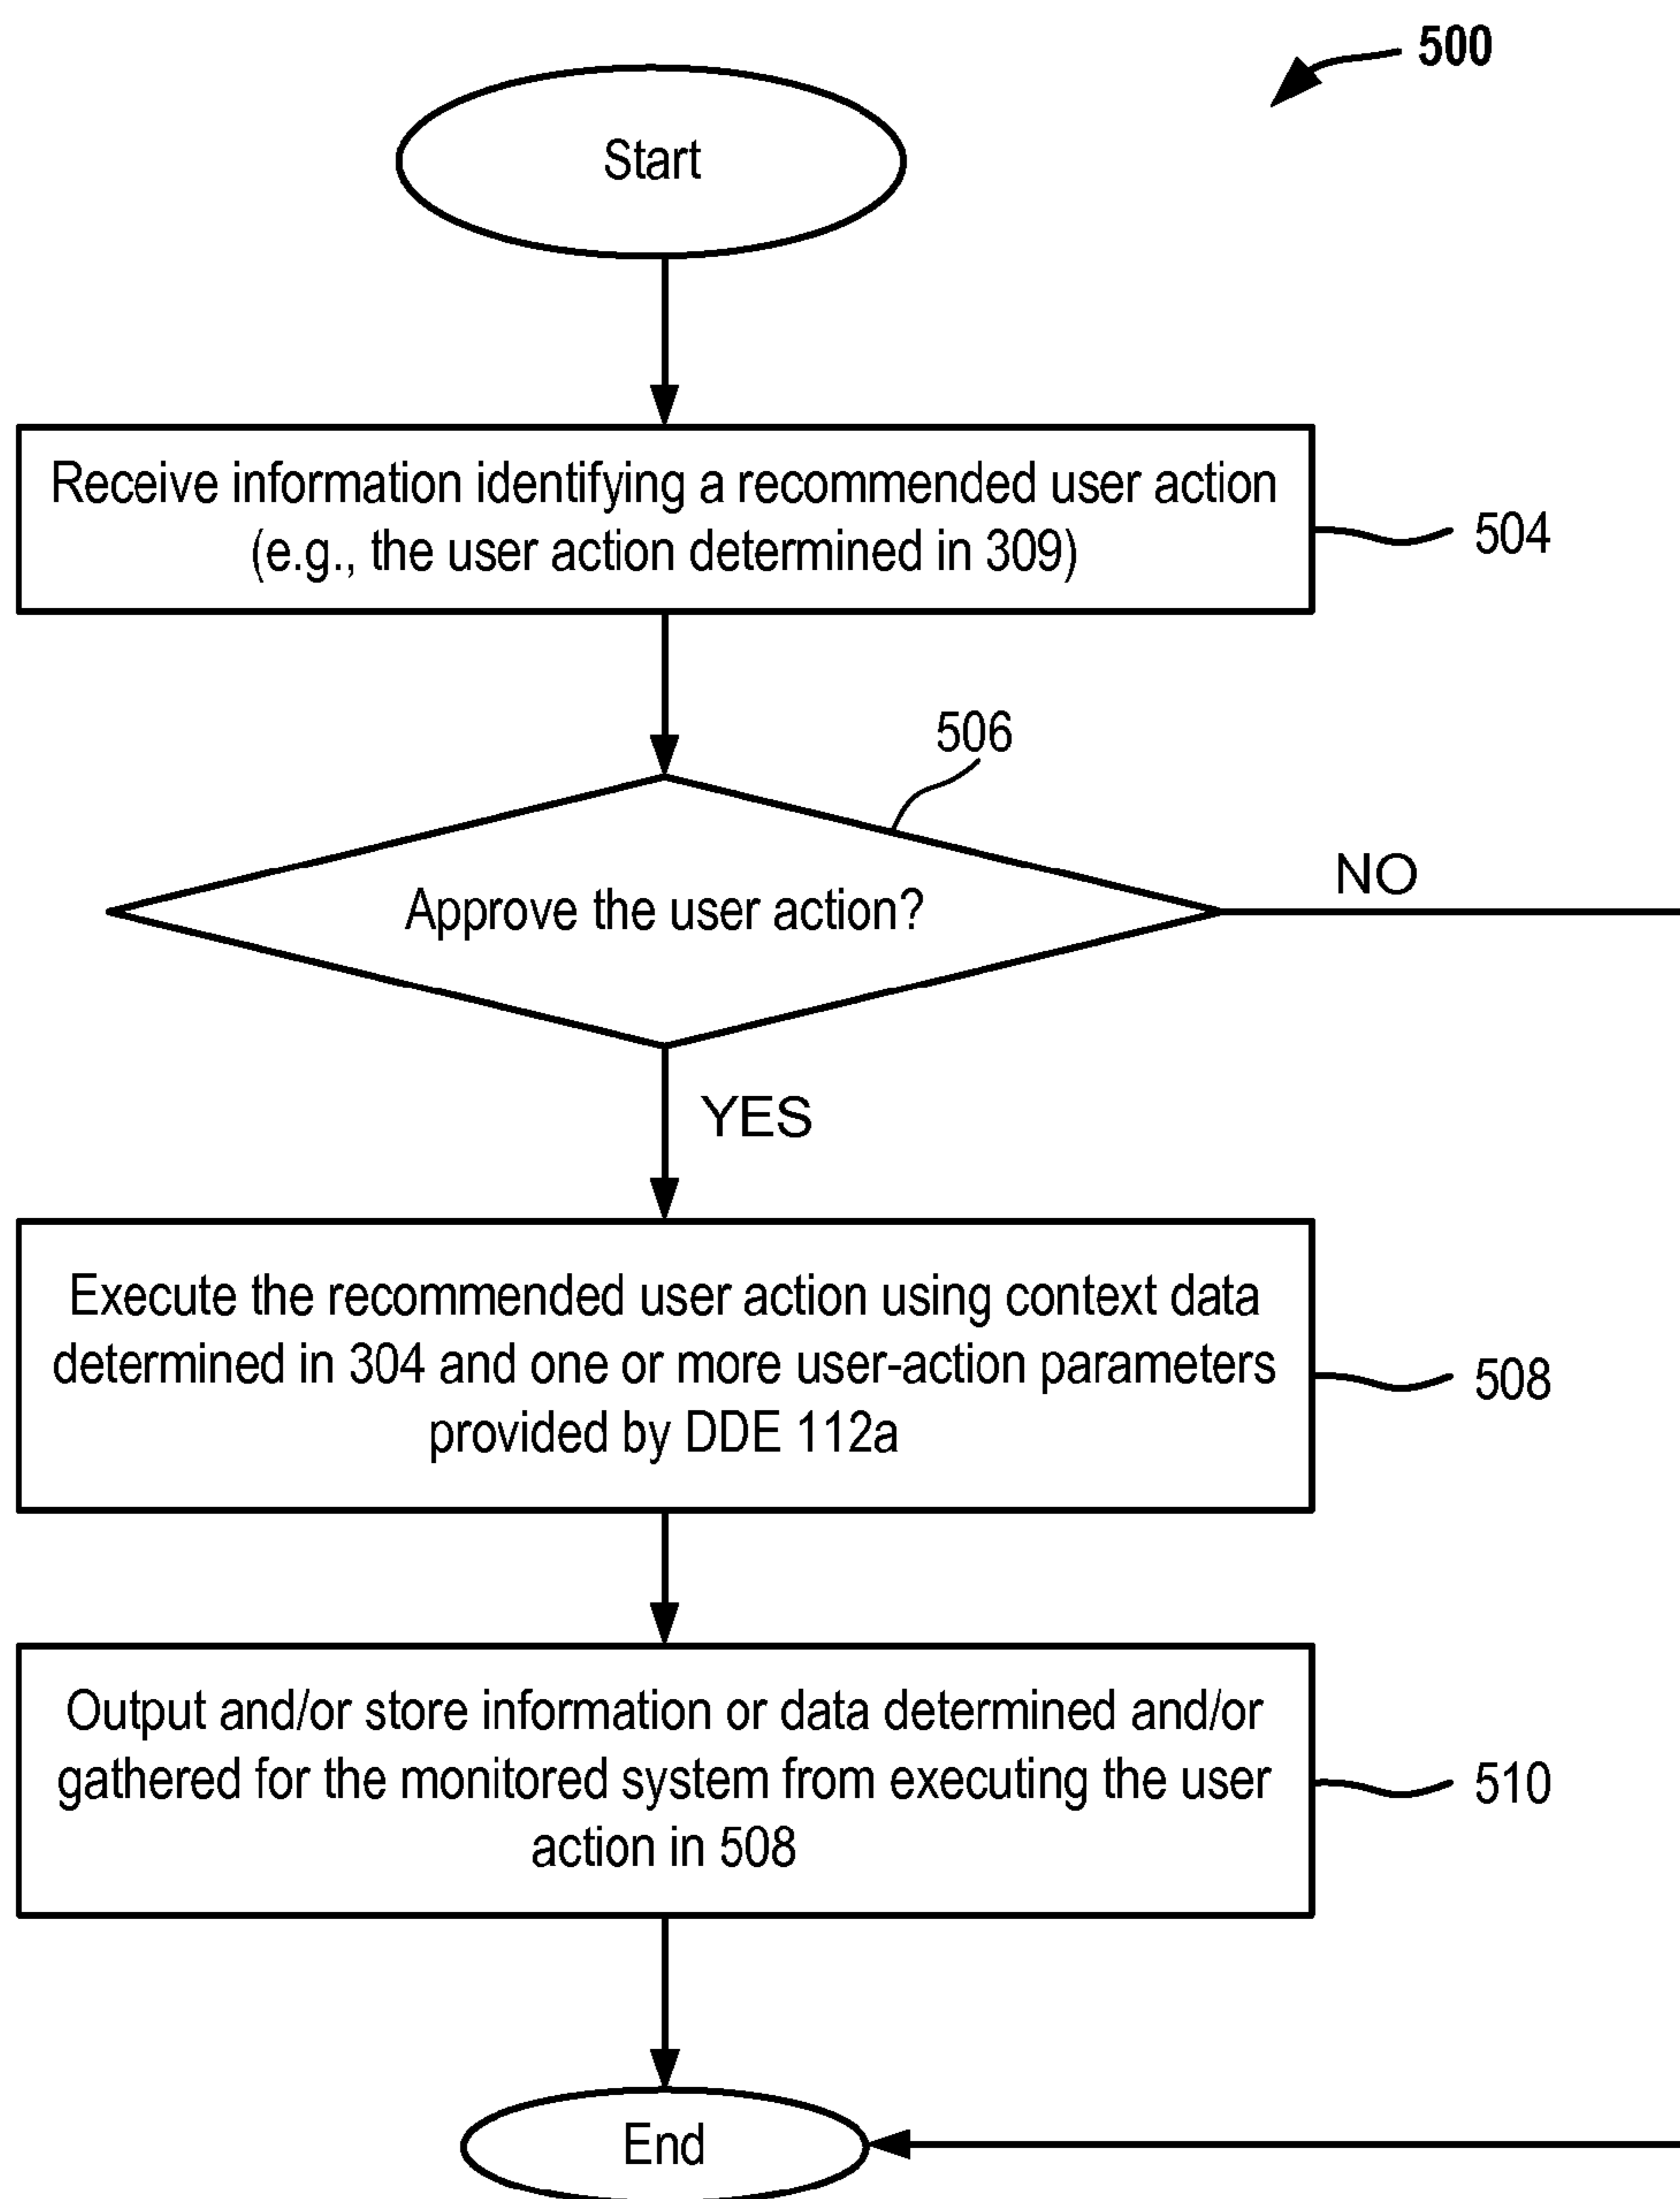 500
Start
Receive information identifying a recommended user action
(e.g., the user action determined in 309)
504
506
Approve the user action?
NO
YES
Execute the recommended user action using context data
determined in 304 and one or more user-action parameters
provided by DDE 112a
508
Output and/or store information or data determined and/or
gathered for the monitored system from executing the user
action in 508
510
End